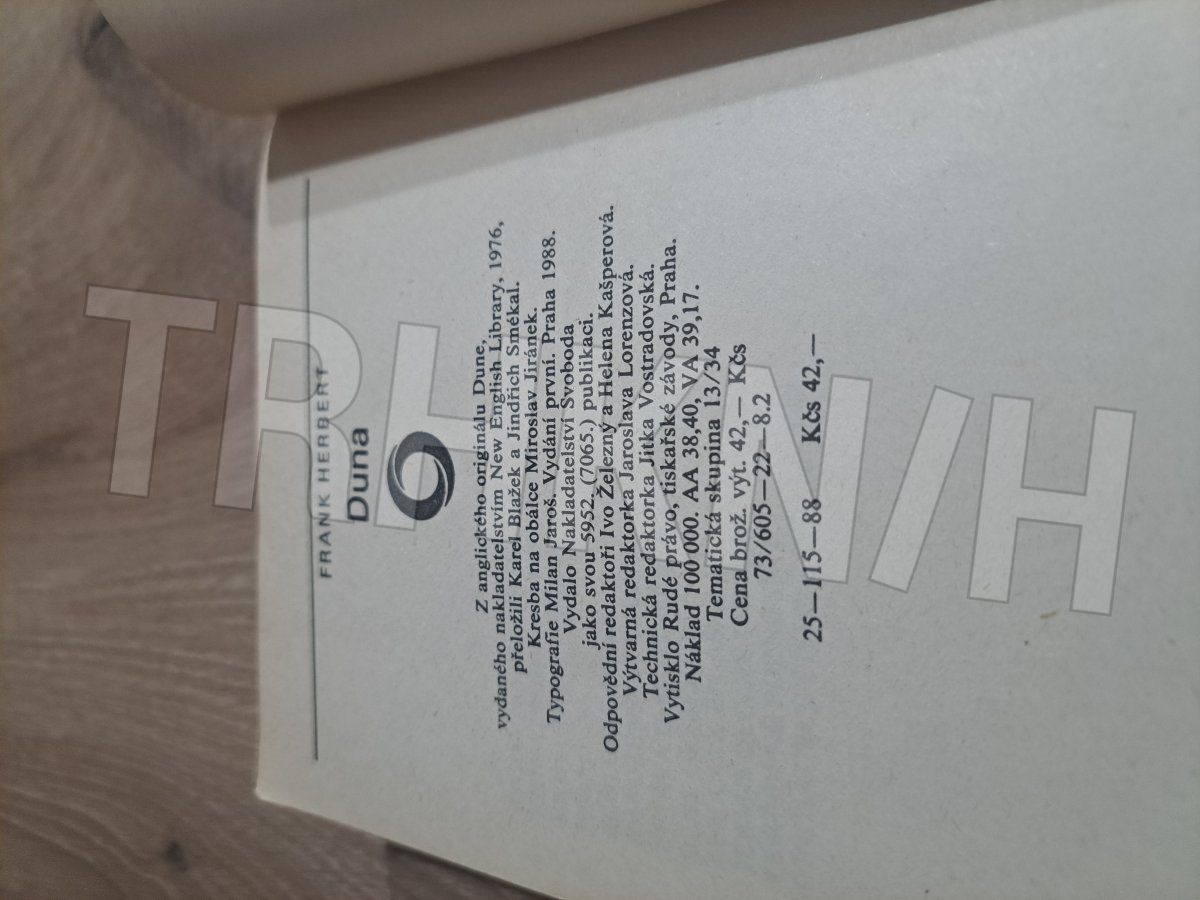 FRANK HERBERT
Duna
Z anglického originálu Dune,
vydaného nakladatelstvím New English Library, 1976,
přeložili Karel Blažek a Jindřich Smékal.
Kresba na obálce Miroslav Jiránek.
Typografie Milan Jaroš. Vydání první. Praha 1988.
Vydalo Nakladatelství Svoboda
jako svou 5952. (7065.) publikaci.
Odpovědní redaktoři Ivo Železný a Helena Kašperová.
Výtvarná redaktorka Jaroslava Lorenzová.
Technická redaktorka Jitka Vostradovská.
Vytisklo Rudé právo, tiskařské závody, Praha.
Náklad 100 000. AA 38,40, VA 39,17.
Tematická skupina 13/34
Cena brož. výt. 42,— Kčs
73/605—22—8.2
25—115—88 Kčs 42,—